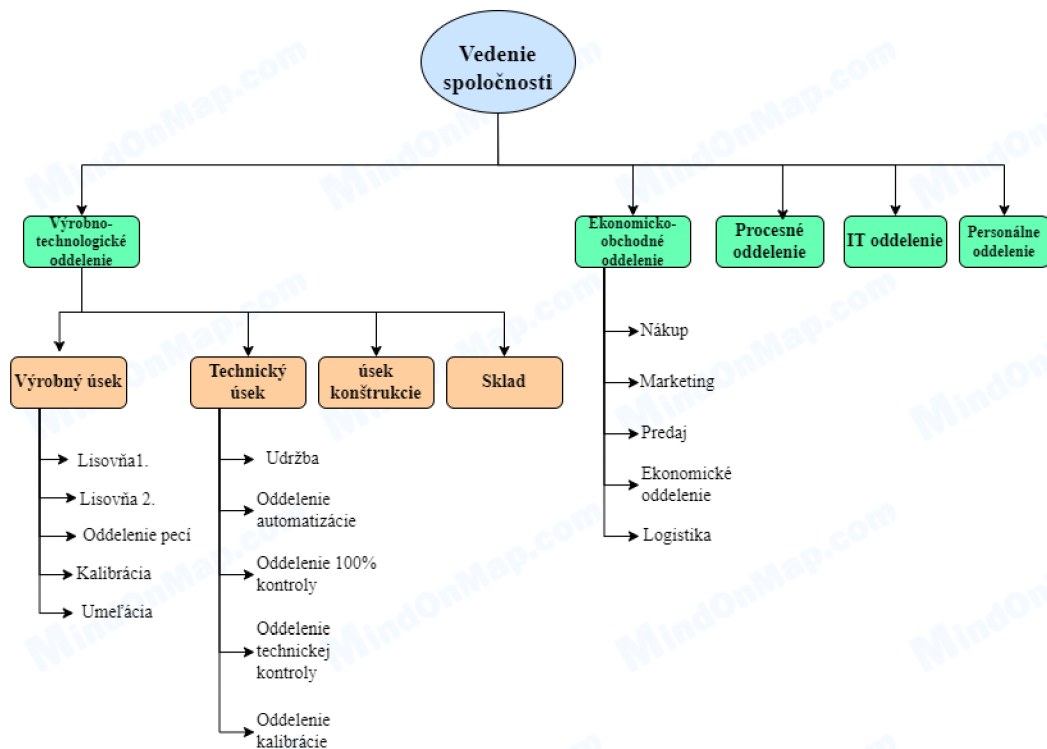 Vedenie
spoločnosti
Výrobno-
technologické
oddelenie
Ekonomicko-
obchodné
oddelenie
Procesné
oddelenie
IT oddelenie
Personálne
oddelenie
Výrobný úsek
Technický
úsek
úsek
konštrukcie
Sklad
Lisovňa1.
Lisovňa 2.
Oddelenie pecí
Kalibrácia
Umeľácia
Udržba
Oddelenie
automatizácie
Oddelenie 100%
kontroly
Oddelenie
technickej
kontroly
Oddelenie
kalibrácie
Nákup
Marketing
Predaj
Ekonomické
oddelenie
Logistika
MindOnMap.com